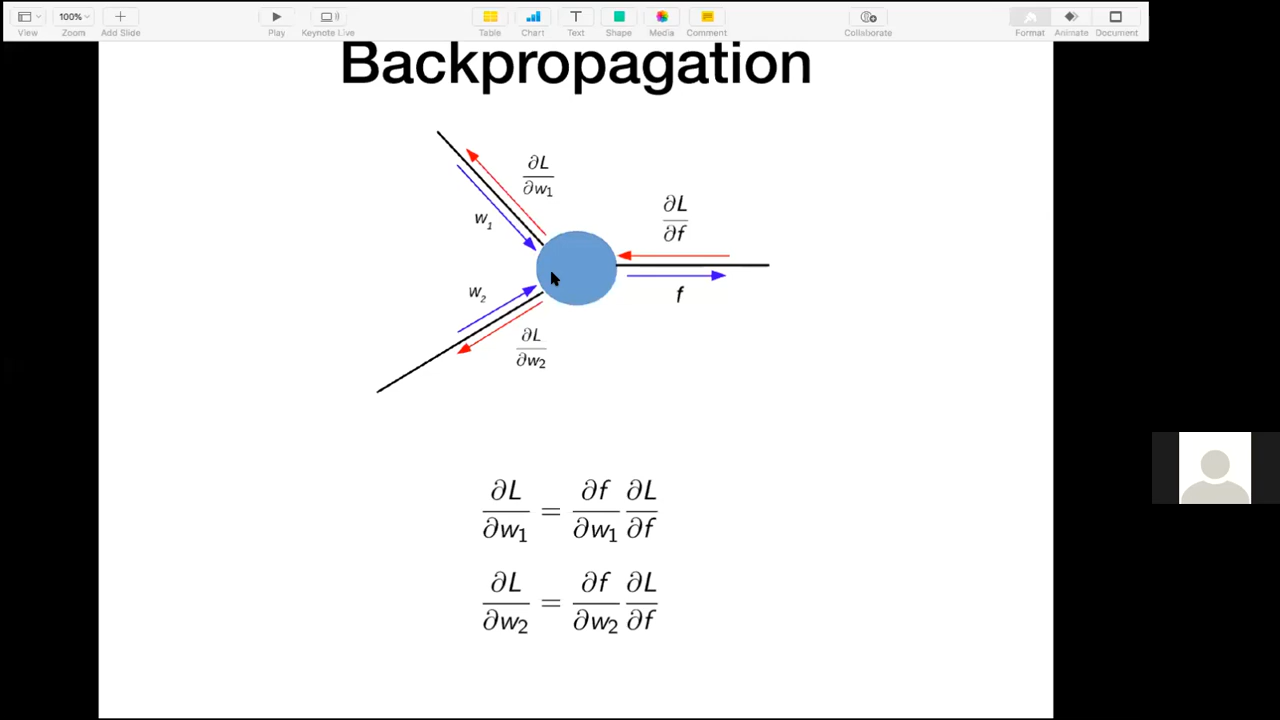 100%
View
Zoom
Add Slide
Play
Keynote Live
Table
Chart
Text
Shape
Media
Comment
Collaborate
Format
Animate
Document
Backpropagation
∂L/∂w₁
w₁
∂L/∂f
f
w₂
∂L/∂w₂
∂L/∂w₁ = ∂f/∂w₁ ∂L/∂f
∂L/∂w₂ = ∂f/∂w₂ ∂L/∂f